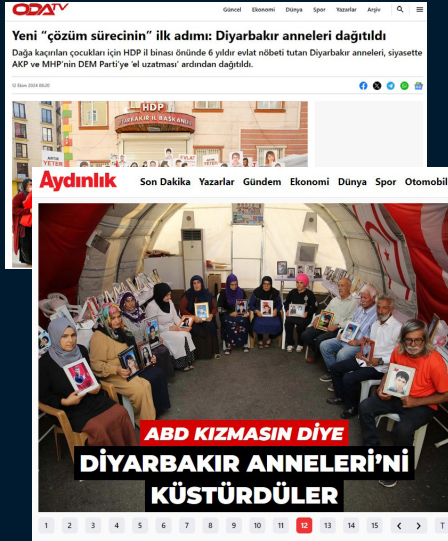 ODATV
Güncel Ekonomi Dünya Spor Yazarlar Arşiv
Yeni “çözüm sürecinin” ilk adımı: Diyarbakır anneleri dağıtıldı
Dağa kaçırılan çocukları için HDP il binası önünde 6 yıldır evlat nöbeti tutan Diyarbakır anneleri, siyasette
AKP ve MHP'nin DEM Parti'ye 'el uzatması' ardından dağıtıldı.
12 Ekim 2024 08:20
HDP
DİYARBAKIR İL BAŞKANLIĞI
ARTIK
YETER
EVLAT
Aydınlık
Son Dakika Yazarlar Gündem Ekonomi Dünya Spor Otomobil
ABD KIZMASIN DİYE
DİYARBAKIR ANNELERİ'Nİ
KÜSTÜRDÜLER
1 2 3 4 5 6 7 8 9 10 11 12 13 14 15 < > T